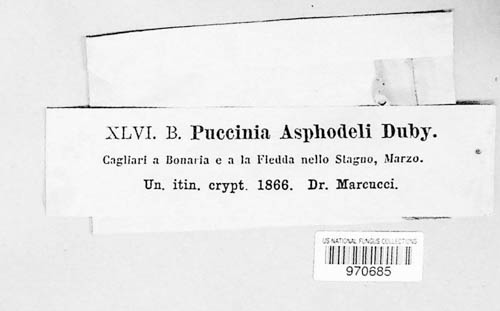 XLVI. B. Puccinia Asphodeli Duby.
Cagliari a Bonaria e a la Fledda nello Stagno, Marzo.
Un. itin. crypt. 1866. Dr. Marcucci.
US NATIONAL FUNGUS COLLECTIONS
970685